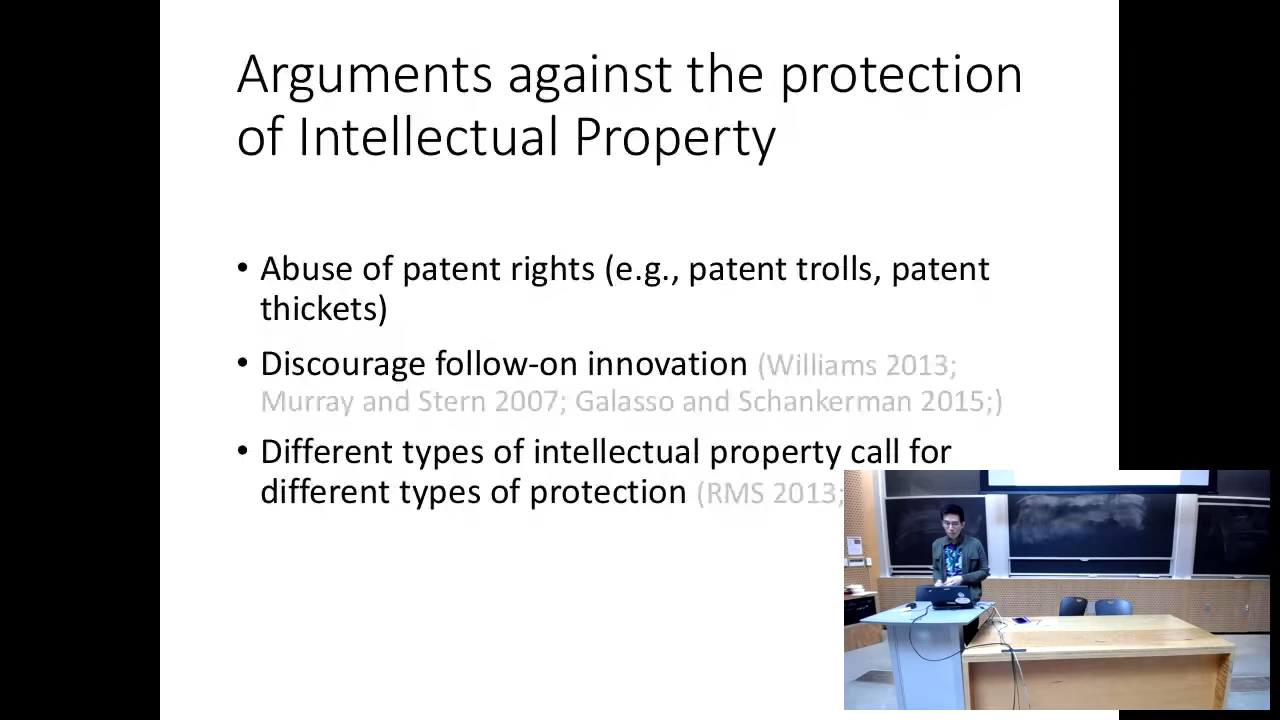 Arguments against the protection
of Intellectual Property
• Abuse of patent rights (e.g., patent trolls, patent
thickets)
• Discourage follow-on innovation (Williams 2013;
Murray and Stern 2007; Galasso and Schankerman 2015;)
• Different types of intellectual property call for
different types of protection (RMS 2013;